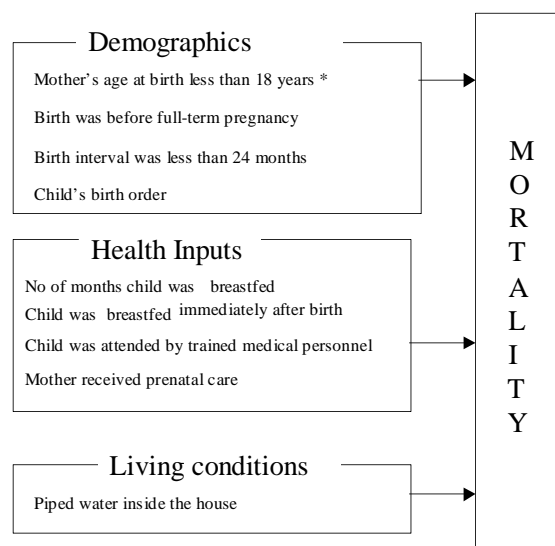 Demographics
Mother's age at birth less than 18 years *
Birth was before full-term pregnancy
Birth interval was less than 24 months
Child's birth order
Health Inputs
No of months child was breastfed
Child was breastfed immediately after birth
Child was attended by trained medical personnel
Mother received prenatal care
Living conditions
Piped water inside the house
M
O
R
T
A
L
I
T
Y